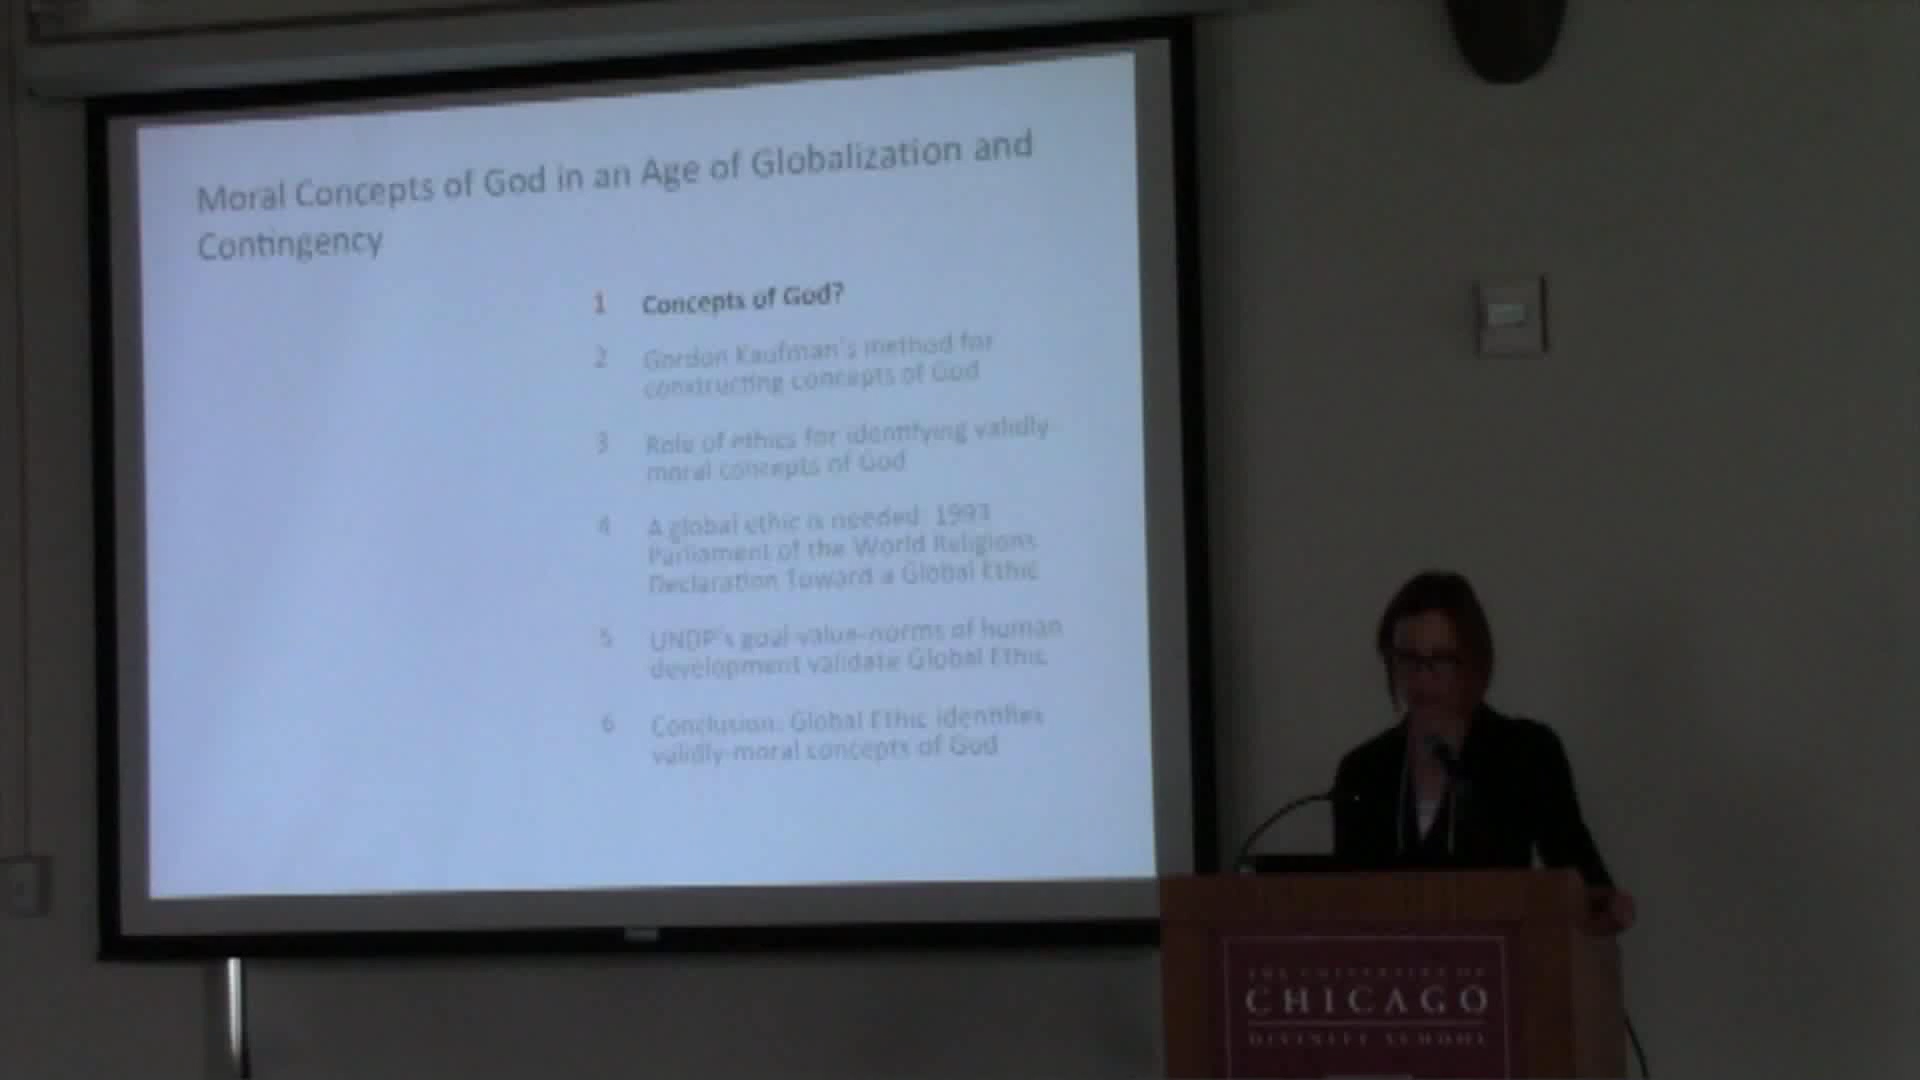 Moral Concepts of God in an Age of Globalization and
Contingency
1 Concepts of God?
2 Gordon Kaufman's method for
constructing concepts of God
3 Role of ethics for identifying validly
moral concepts of God
4 A global ethic is needed: 1993
Parliament of the World Religions
Declaration Toward a Global Ethic
5 UNDP's goal value-norms of human
development validate Global Ethic
6 Conclusion: Global Ethic identifies
validly-moral concepts of God
THE UNIVERSITY OF
CHICAGO
DIVINITY SCHOOL